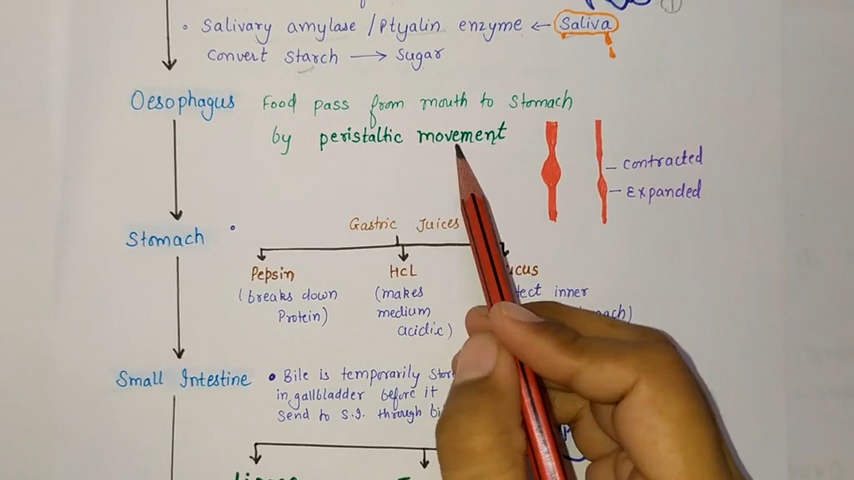 • Salivary amylase / Ptyalin enzyme ← Saliva
Convert Starch → Sugar
Oesophagus Food pass from mouth to Stomach
by peristaltic movement
contracted
Expanded
Stomach
Gastric Juices
Pepsin HCL
(breaks down (makes inner
Protein) medium
acidic)
Small Intestine • Bile is temporarily
in gallbladder before it
Send to S.I. through